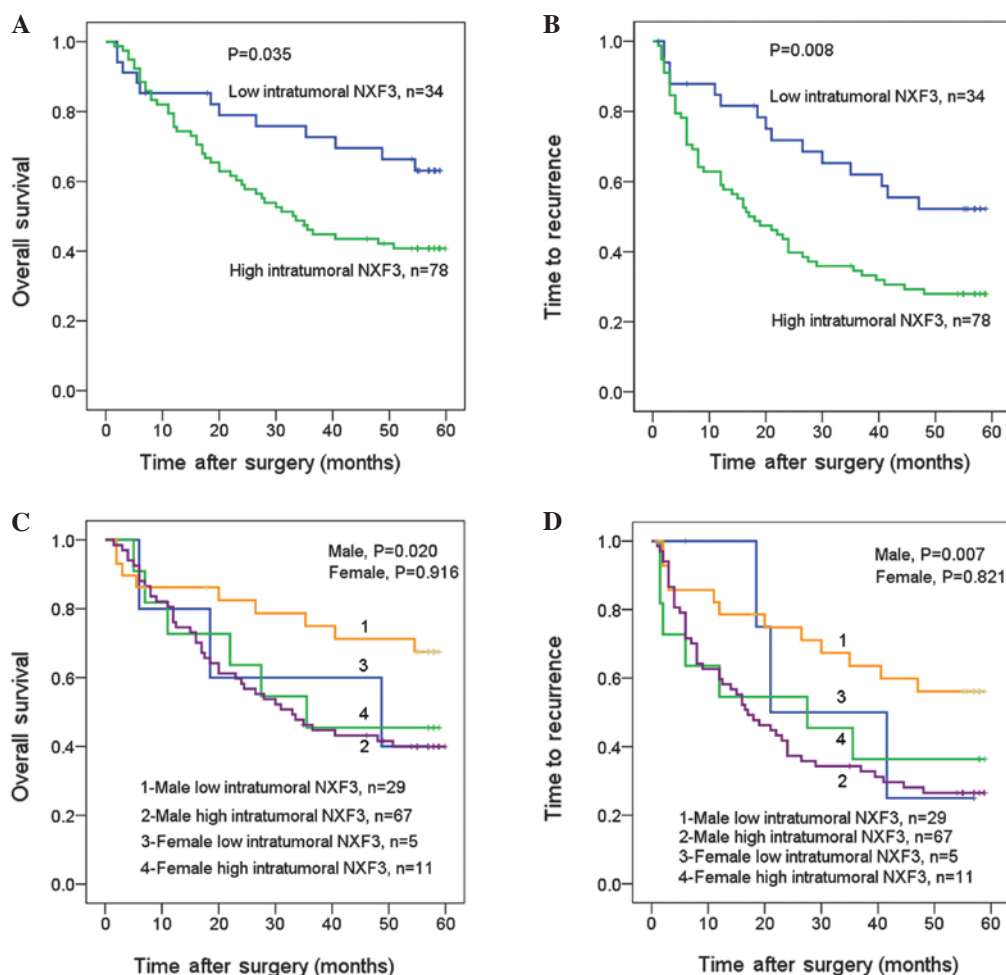 A
Overall survival
1.0
0.8
0.6
0.4
0.2
0.0
P=0.035
Low intratumoral NXF3, n=34
High intratumoral NXF3, n=78
0 10 20 30 40 50 60
Time after surgery (months)
B
Time to recurrence
1.0
0.8
0.6
0.4
0.2
0.0
P=0.008
Low intratumoral NXF3, n=34
High intratumoral NXF3, n=78
0 10 20 30 40 50 60
Time after surgery (months)
C
Overall survival
1.0
0.8
0.6
0.4
0.2
0.0
Male, P=0.020
Female, P=0.916
1
3
4
2
1-Male low intratumoral NXF3, n=29
2-Male high intratumoral NXF3, n=67
3-Female low intratumoral NXF3, n=5
4-Female high intratumoral NXF3, n=11
0 10 20 30 40 50 60
Time after surgery (months)
D
Time to recurrence
1.0
0.8
0.6
0.4
0.2
0.0
Male, P=0.007
Female, P=0.821
1
3
4
2
1-Male low intratumoral NXF3, n=29
2-Male high intratumoral NXF3, n=67
3-Female low intratumoral NXF3, n=5
4-Female high intratumoral NXF3, n=11
0 10 20 30 40 50 60
Time after surgery (months)